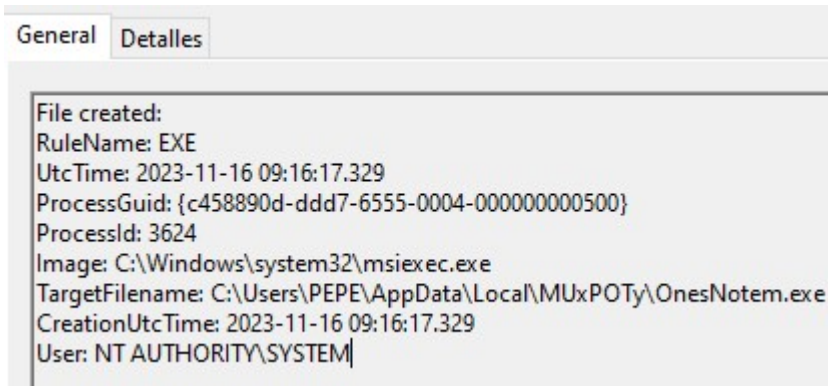 General Detalles
File created:
RuleName: EXE
UtcTime: 2023-11-16 09:16:17.329
ProcessGuid: {c458890d-ddd7-6555-0004-000000000500}
ProcessId: 3624
Image: C:\Windows\system32\msiexec.exe
TargetFilename: C:\Users\PEPE\AppData\Local\MUxPOTy\OnesNotem.exe
CreationUtcTime: 2023-11-16 09:16:17.329
User: NT AUTHORITY\SYSTEM